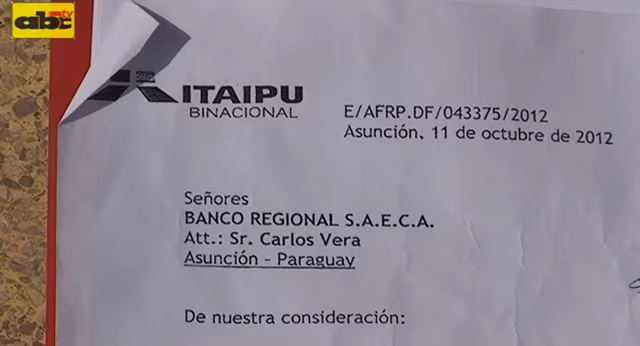 abc tv
ITAIPU
BINACIONAL
E/AFRP.DF/043375/2012
Asunción, 11 de octubre de 2012
Señores
BANCO REGIONAL S.A.E.C.A.
Att.: Sr. Carlos Vera
Asunción - Paraguay
De nuestra consideración: